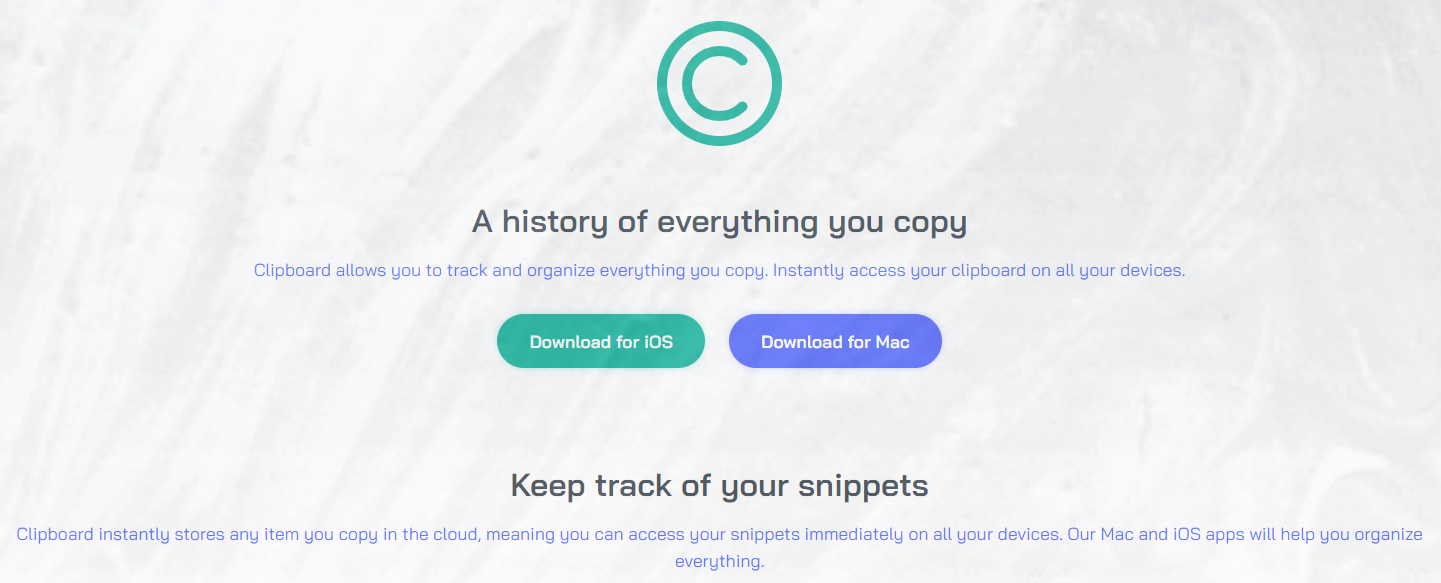 ©
A history of everything you copy
Clipboard allows you to track and organize everything you copy. Instantly access your clipboard on all your devices.
Download for iOS
Download for Mac
Keep track of your snippets
Clipboard instantly stores any item you copy in the cloud, meaning you can access your snippets immediately on all your devices. Our Mac and iOS apps will help you organize
everything.